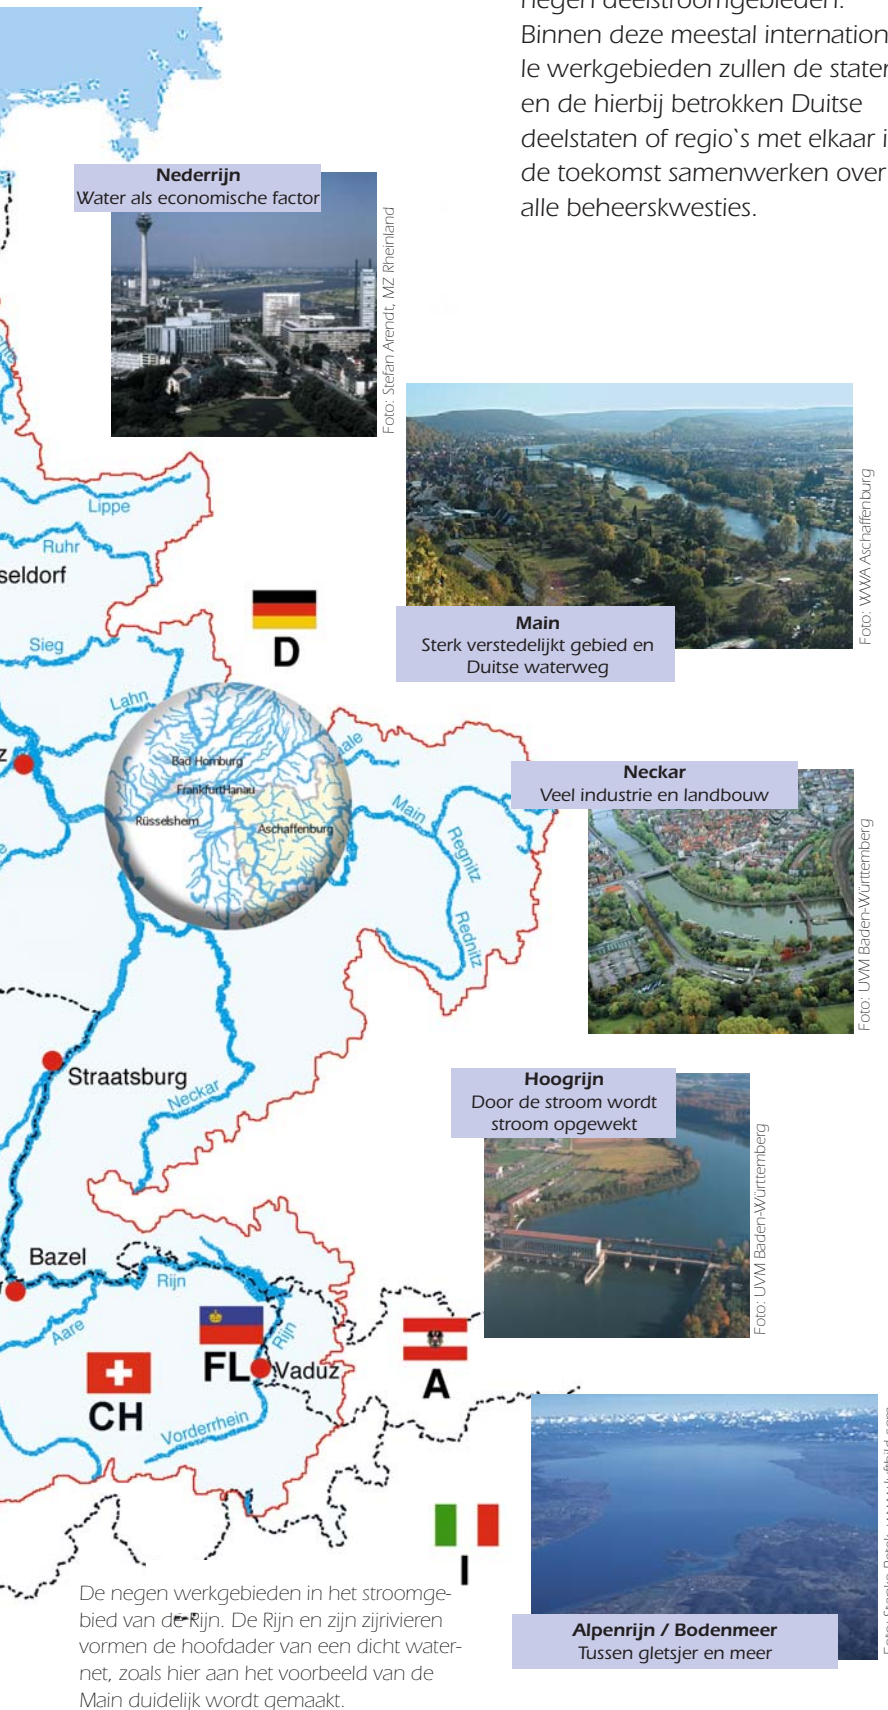 negen deelstroomgebieden.
Binnen deze meestal internation
le werkgebieden zullen de stater
en de hierbij betrokken Duitse
deelstaten of regio`s met elkaar i
de toekomst samenwerken over
alle beheerskwesties.
Nederrijn
Water als economische factor
Foto: Stefan Arendt, MZ Rheinland
Foto: WWA Aschaffenburg
Main
Sterk verstedelijkt gebied en
Duitse waterweg
Lippe
Ruhr
seldorf
D
Sieg
Lahn
z
Bad Homburg
Frankfurt Hanau
Rüsselsheim
Aschaffenburg
ale
Main
Regnitz
Rednitz
Neckar
Veel industrie en landbouw
Foto: UVM Baden-Württemberg
Straatsburg
Neckar
Hoogrijn
Door de stroom wordt
stroom opgewekt
Foto: UVM Baden-Württemberg
Bazel
Rijn
Aare
Rijn
FL
Vaduz
A
CH
Vorderrhein
I
Alpenrijn / Bodenmeer
Tussen gletsjer en meer
De negen werkgebieden in het stroomge-
bied van de Rijn. De Rijn en zijn zijrivieren
vormen de hoofdader van een dicht water-
net, zoals hier aan het voorbeeld van de
Main duidelijk wordt gemaakt.